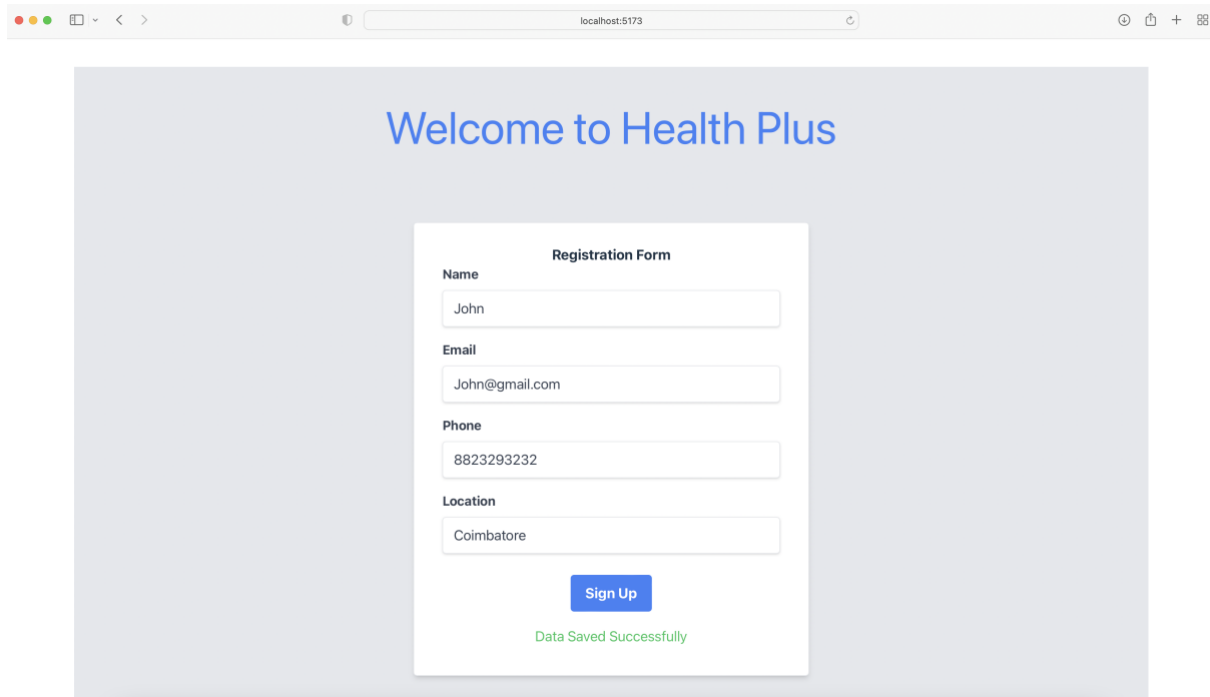 localhost:5173
Welcome to Health Plus
Registration Form
Name
John
Email
John@gmail.com
Phone
8823293232
Location
Coimbatore
Sign Up
Data Saved Successfully